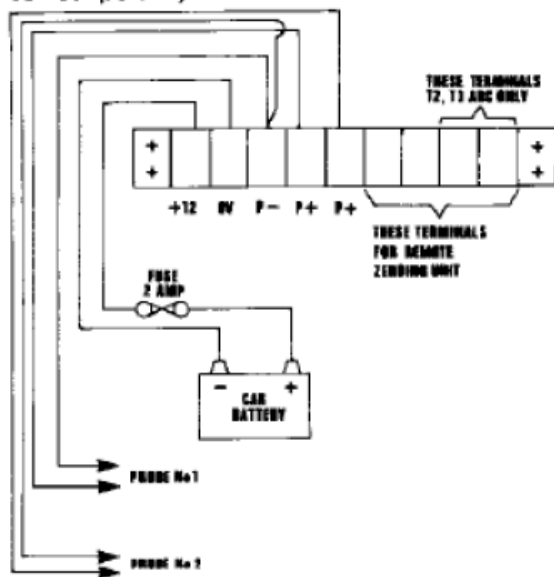 THESE TERMINALS
T2, T3 ARC ONLY
+ +
+ +
+12 0V P− P+ P+
THESE TERMINALS
FOR REMOTE
ZEROING UNIT
FUSE
2 AMP
− +
CAR
BATTERY
PROBE No 1
PROBE No 2